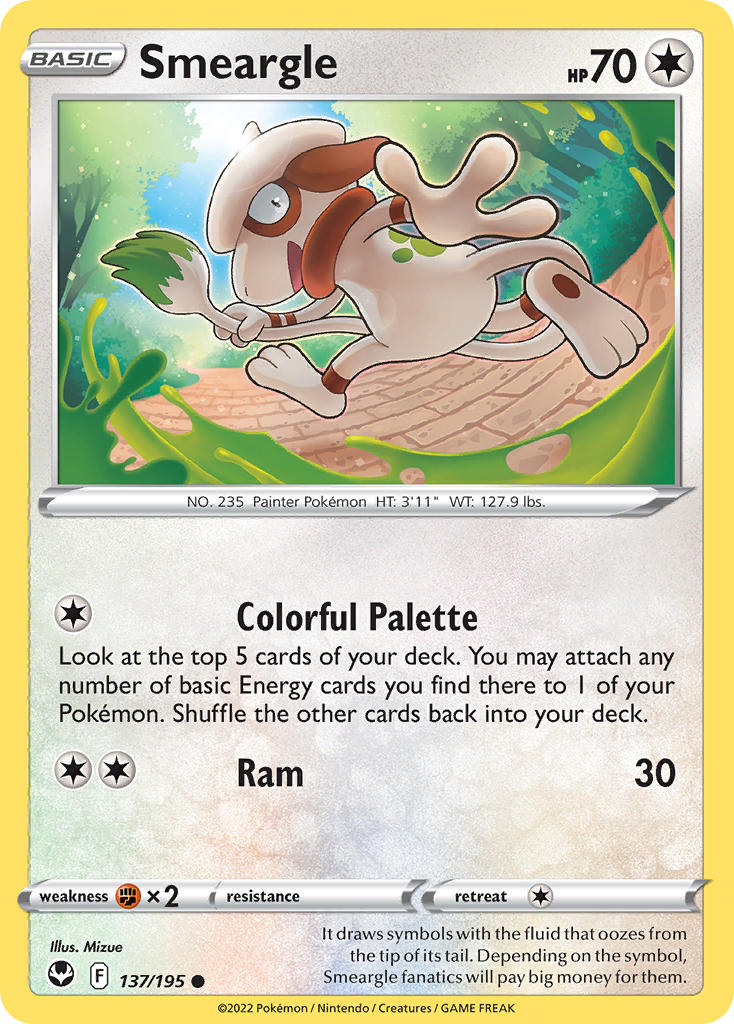 BASIC Smeargle HP70
NO. 235 Painter Pokémon HT: 3'11" WT: 127.9 lbs.
Colorful Palette
Look at the top 5 cards of your deck. You may attach any
number of basic Energy cards you find there to 1 of your
Pokémon. Shuffle the other cards back into your deck.
Ram 30
weakness ×2 resistance retreat
Illus. Mizue
F 137/195
It draws symbols with the fluid that oozes from
the tip of its tail. Depending on the symbol,
Smeargle fanatics will pay big money for them.
©2022 Pokémon / Nintendo / Creatures / GAME FREAK